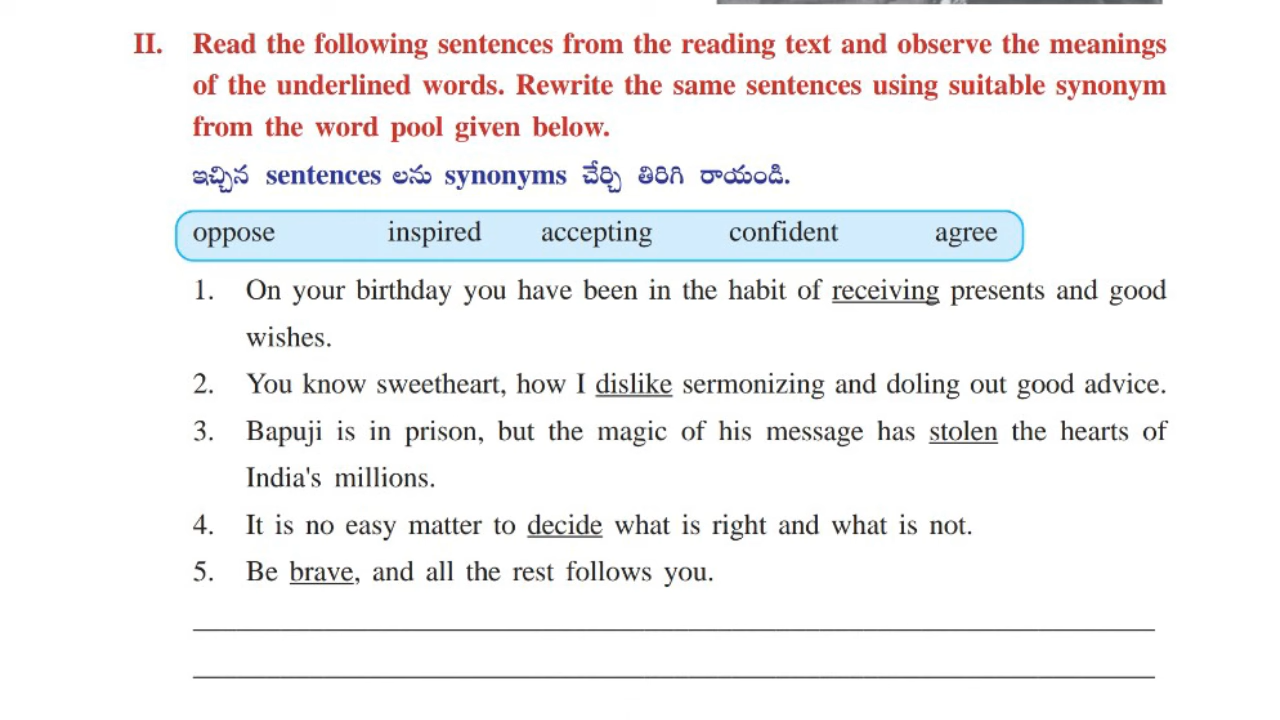 II. Read the following sentences from the reading text and observe the meanings
of the underlined words. Rewrite the same sentences using suitable synonym
from the word pool given below.
ఇచ్చిన sentences లను synonyms చేర్చి తిరిగి రాయండి.
oppose inspired accepting confident agree
1. On your birthday you have been in the habit of receiving presents and good
wishes.
2. You know sweetheart, how I dislike sermonizing and doling out good advice.
3. Bapuji is in prison, but the magic of his message has stolen the hearts of
India's millions.
4. It is no easy matter to decide what is right and what is not.
5. Be brave, and all the rest follows you.